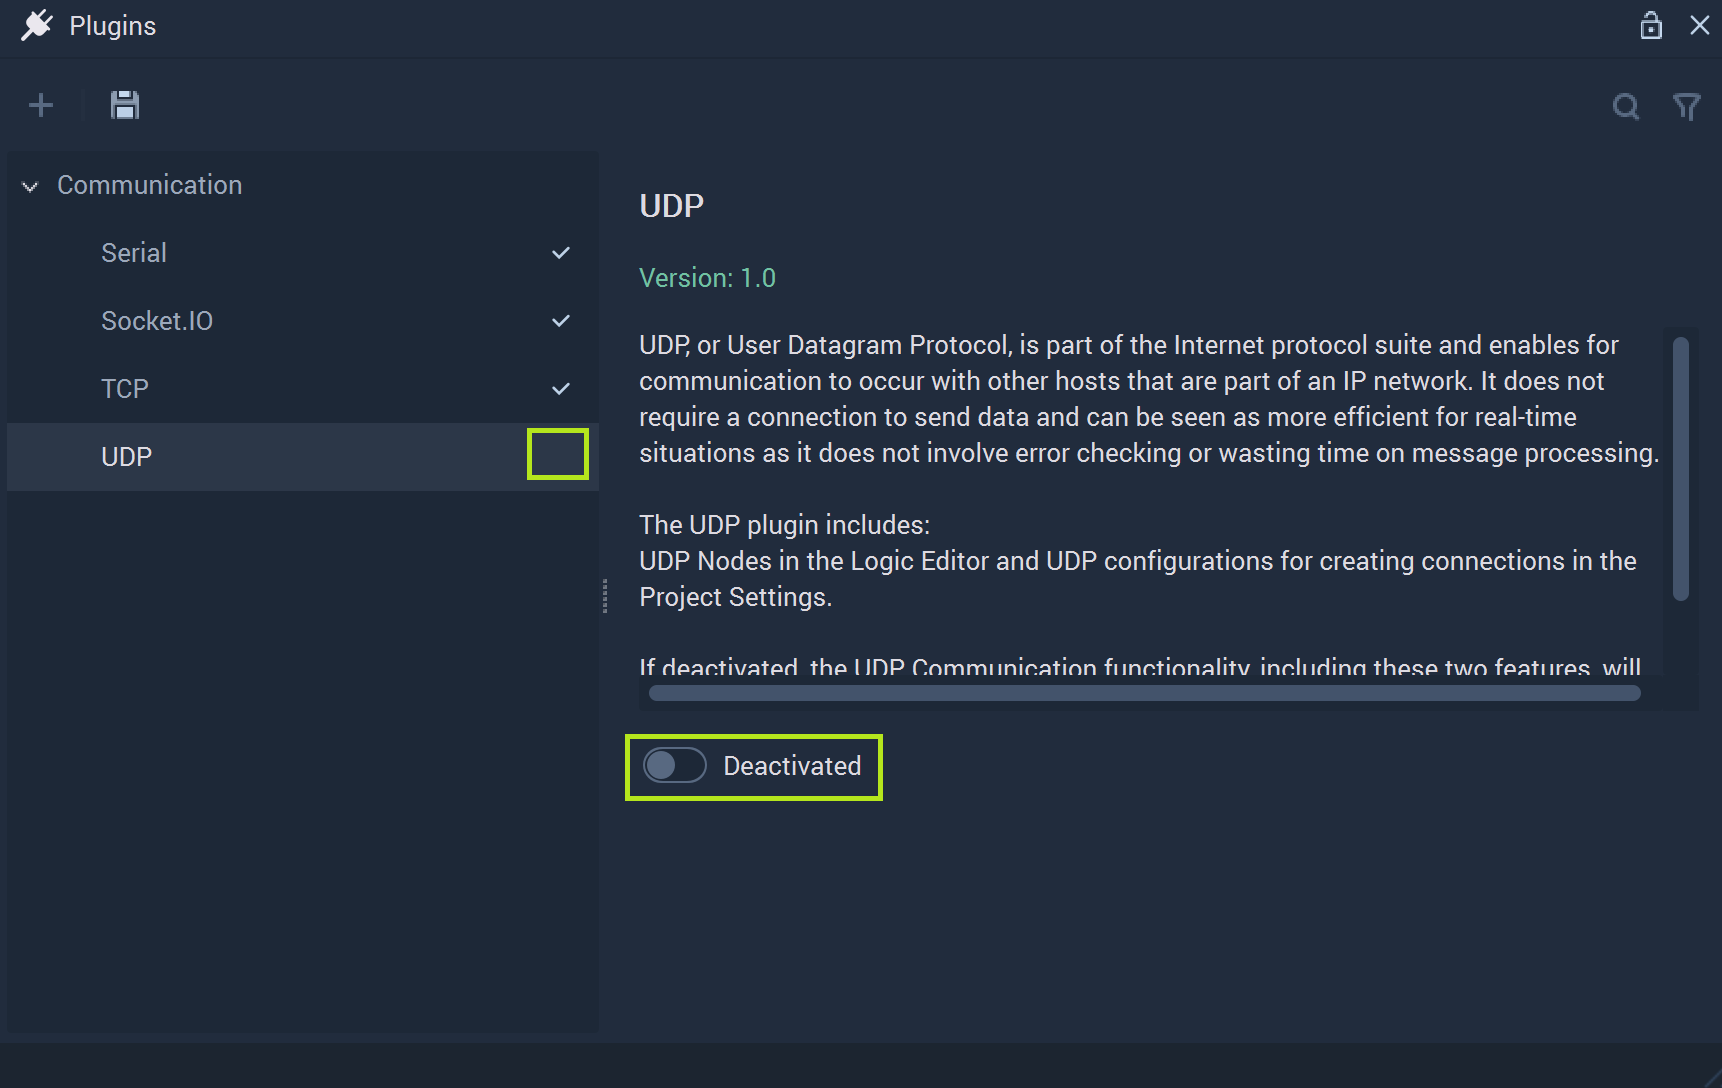 Plugins
Communication
Serial
Socket.IO
TCP
UDP
UDP
Version: 1.0
UDP, or User Datagram Protocol, is part of the Internet protocol suite and enables for
communication to occur with other hosts that are part of an IP network. It does not
require a connection to send data and can be seen as more efficient for real-time
situations as it does not involve error checking or wasting time on message processing.
The UDP plugin includes:
UDP Nodes in the Logic Editor and UDP configurations for creating connections in the
Project Settings.
If deactivated, the UDP Communication functionality, including these two features, will
Deactivated